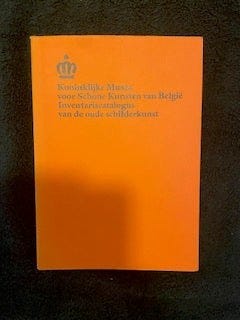 Koninklijke Musea
voor Schone Kunsten van België
Inventariscatalogus
van de oude schilderkunst